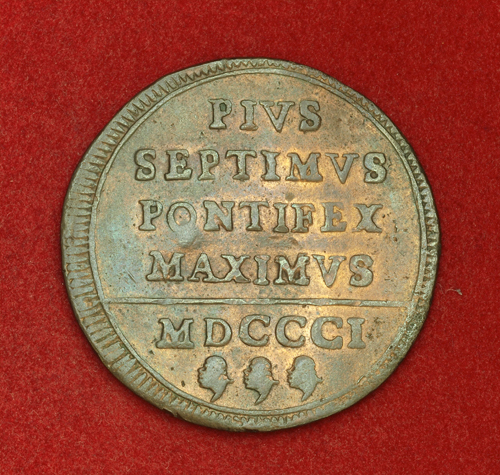 PIVS
SEPTIMVS
PONTIFEX
MAXIMVS
MDCCCI